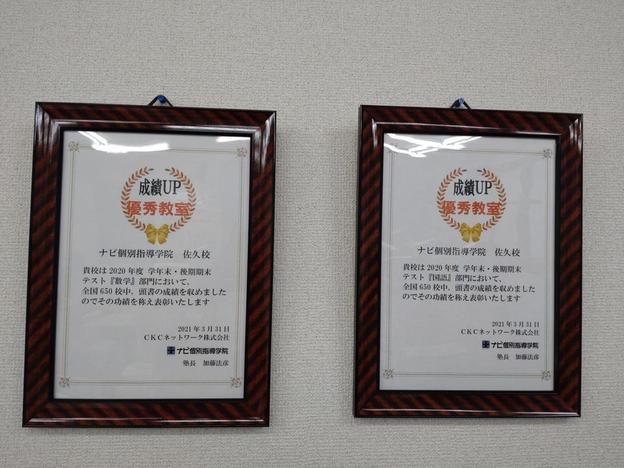 成績UP
優秀教室
ナビ個別指導学院 佐久校
貴校は2020年度 学年末・後期期末
テスト『数学』部門において、
全国650校中、頭書の成績を収めました
のでその功績を称え表彰いたします
2021年3月31日
CKCネットワーク株式会社
ナビ個別指導学院
塾長 加藤法彦
成績UP
優秀教室
ナビ個別指導学院 佐久校
貴校は2020年度 学年末・後期期末
テスト『国語』部門において、
全国650校中、頭書の成績を収めました
のでその功績を称え表彰いたします
2021年3月31日
CKCネットワーク株式会社
ナビ個別指導学院
塾長 加藤法彦